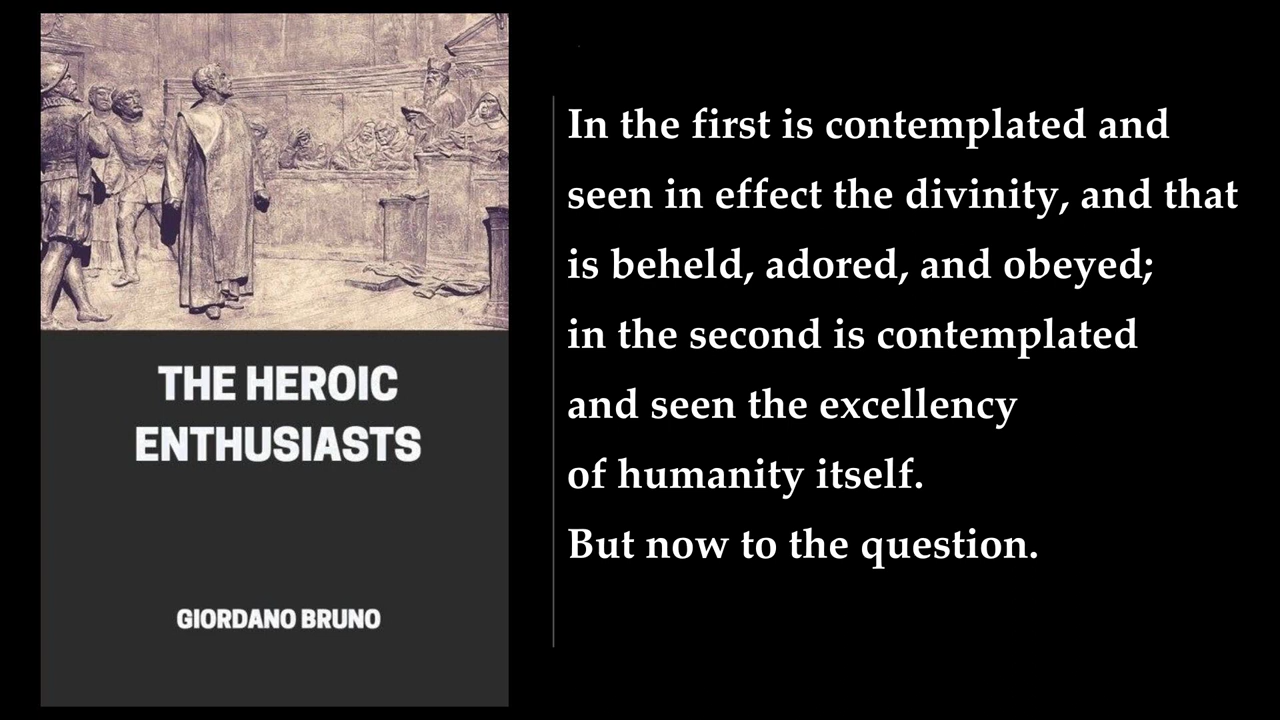 THE HEROIC
ENTHUSIASTS
GIORDANO BRUNO
In the first is contemplated and
seen in effect the divinity, and that
is beheld, adored, and obeyed;
in the second is contemplated
and seen the excellency
of humanity itself.
But now to the question.